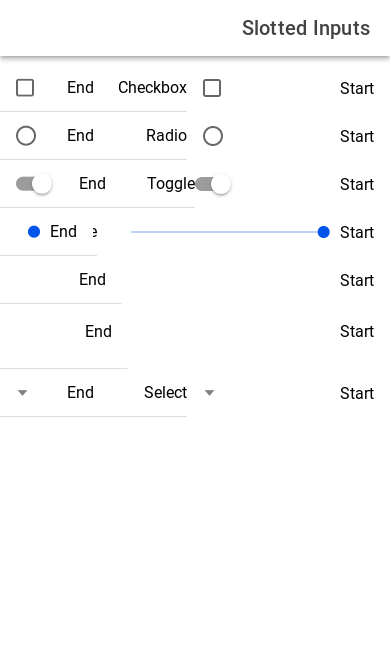 Slotted Inputs
End Checkbox Start
End Radio Start
End Toggle Start
End Start
End Start
End Start
End Select Start